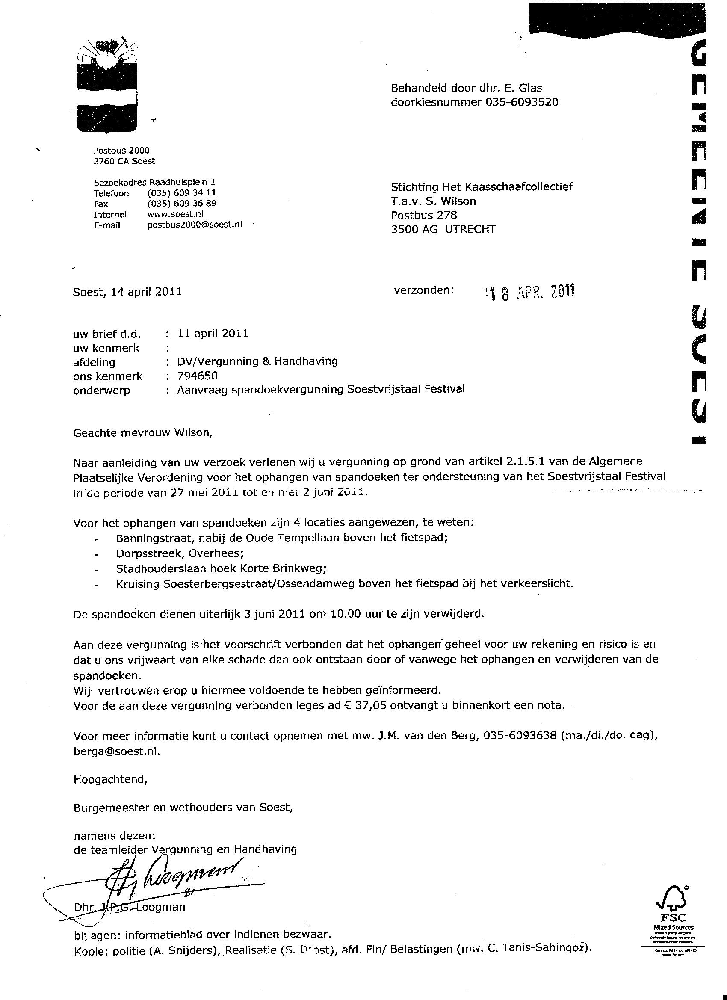 GEMEENTE SOEST
Behandeld door dhr. E. Glas
doorkiesnummer 035-6093520
Postbus 2000
3760 CA Soest
Bezoekadres Raadhuisplein 1
Telefoon (035) 609 34 11
Fax (035) 609 36 89
Internet www.soest.nl
E-mail postbus2000@soest.nl
Stichting Het Kaasschaafcollectief
T.a.v. S. Wilson
Postbus 278
3500 AG UTRECHT
Soest, 14 april 2011
verzonden: 18 APR. 2011
uw brief d.d. : 11 april 2011
uw kenmerk :
afdeling : DV/Vergunning & Handhaving
ons kenmerk : 794650
onderwerp : Aanvraag spandoekvergunning Soestvrijstaal Festival
Geachte mevrouw Wilson,
Naar aanleiding van uw verzoek verlenen wij u vergunning op grond van artikel 2.1.5.1 van de Algemene
Plaatselijke Verordening voor het ophangen van spandoeken ter ondersteuning van het Soestvrijstaal Festival
in de periode van 27 mei 2011 tot en met 2 juni 2011.
Voor het ophangen van spandoeken zijn 4 locaties aangewezen, te weten:
- Banningstraat, nabij de Oude Tempellaan boven het fietspad;
- Dorpsstreek, Overhees;
- Stadhouderslaan hoek Korte Brinkweg;
- Kruising Soesterbergsestraat/Ossendamweg boven het fietspad bij het verkeerslicht.
De spandoeken dienen uiterlijk 3 juni 2011 om 10.00 uur te zijn verwijderd.
Aan deze vergunning is het voorschrift verbonden dat het ophangen geheel voor uw rekening en risico is en
dat u ons vrijwaart van elke schade dan ook ontstaan door of vanwege het ophangen en verwijderen van de
spandoeken.
Wij vertrouwen erop u hiermee voldoende te hebben geïnformeerd.
Voor de aan deze vergunning verbonden leges ad € 37,05 ontvangt u binnenkort een nota.
Voor meer informatie kunt u contact opnemen met mw. J.M. van den Berg, 035-6093638 (ma./di./do. dag),
berga@soest.nl.
Hoogachtend,
Burgemeester en wethouders van Soest,
namens dezen:
de teamleider Vergunning en Handhaving
Loogman
Dhr. J.P.G. Loogman
bijlagen: informatieblad over indienen bezwaar.
Kopie: politie (A. Snijders), Realisatie (S. Drost), afd. Fin/ Belastingen (mw. C. Tanis-Sahingöz).
FSC
Mixed Sources